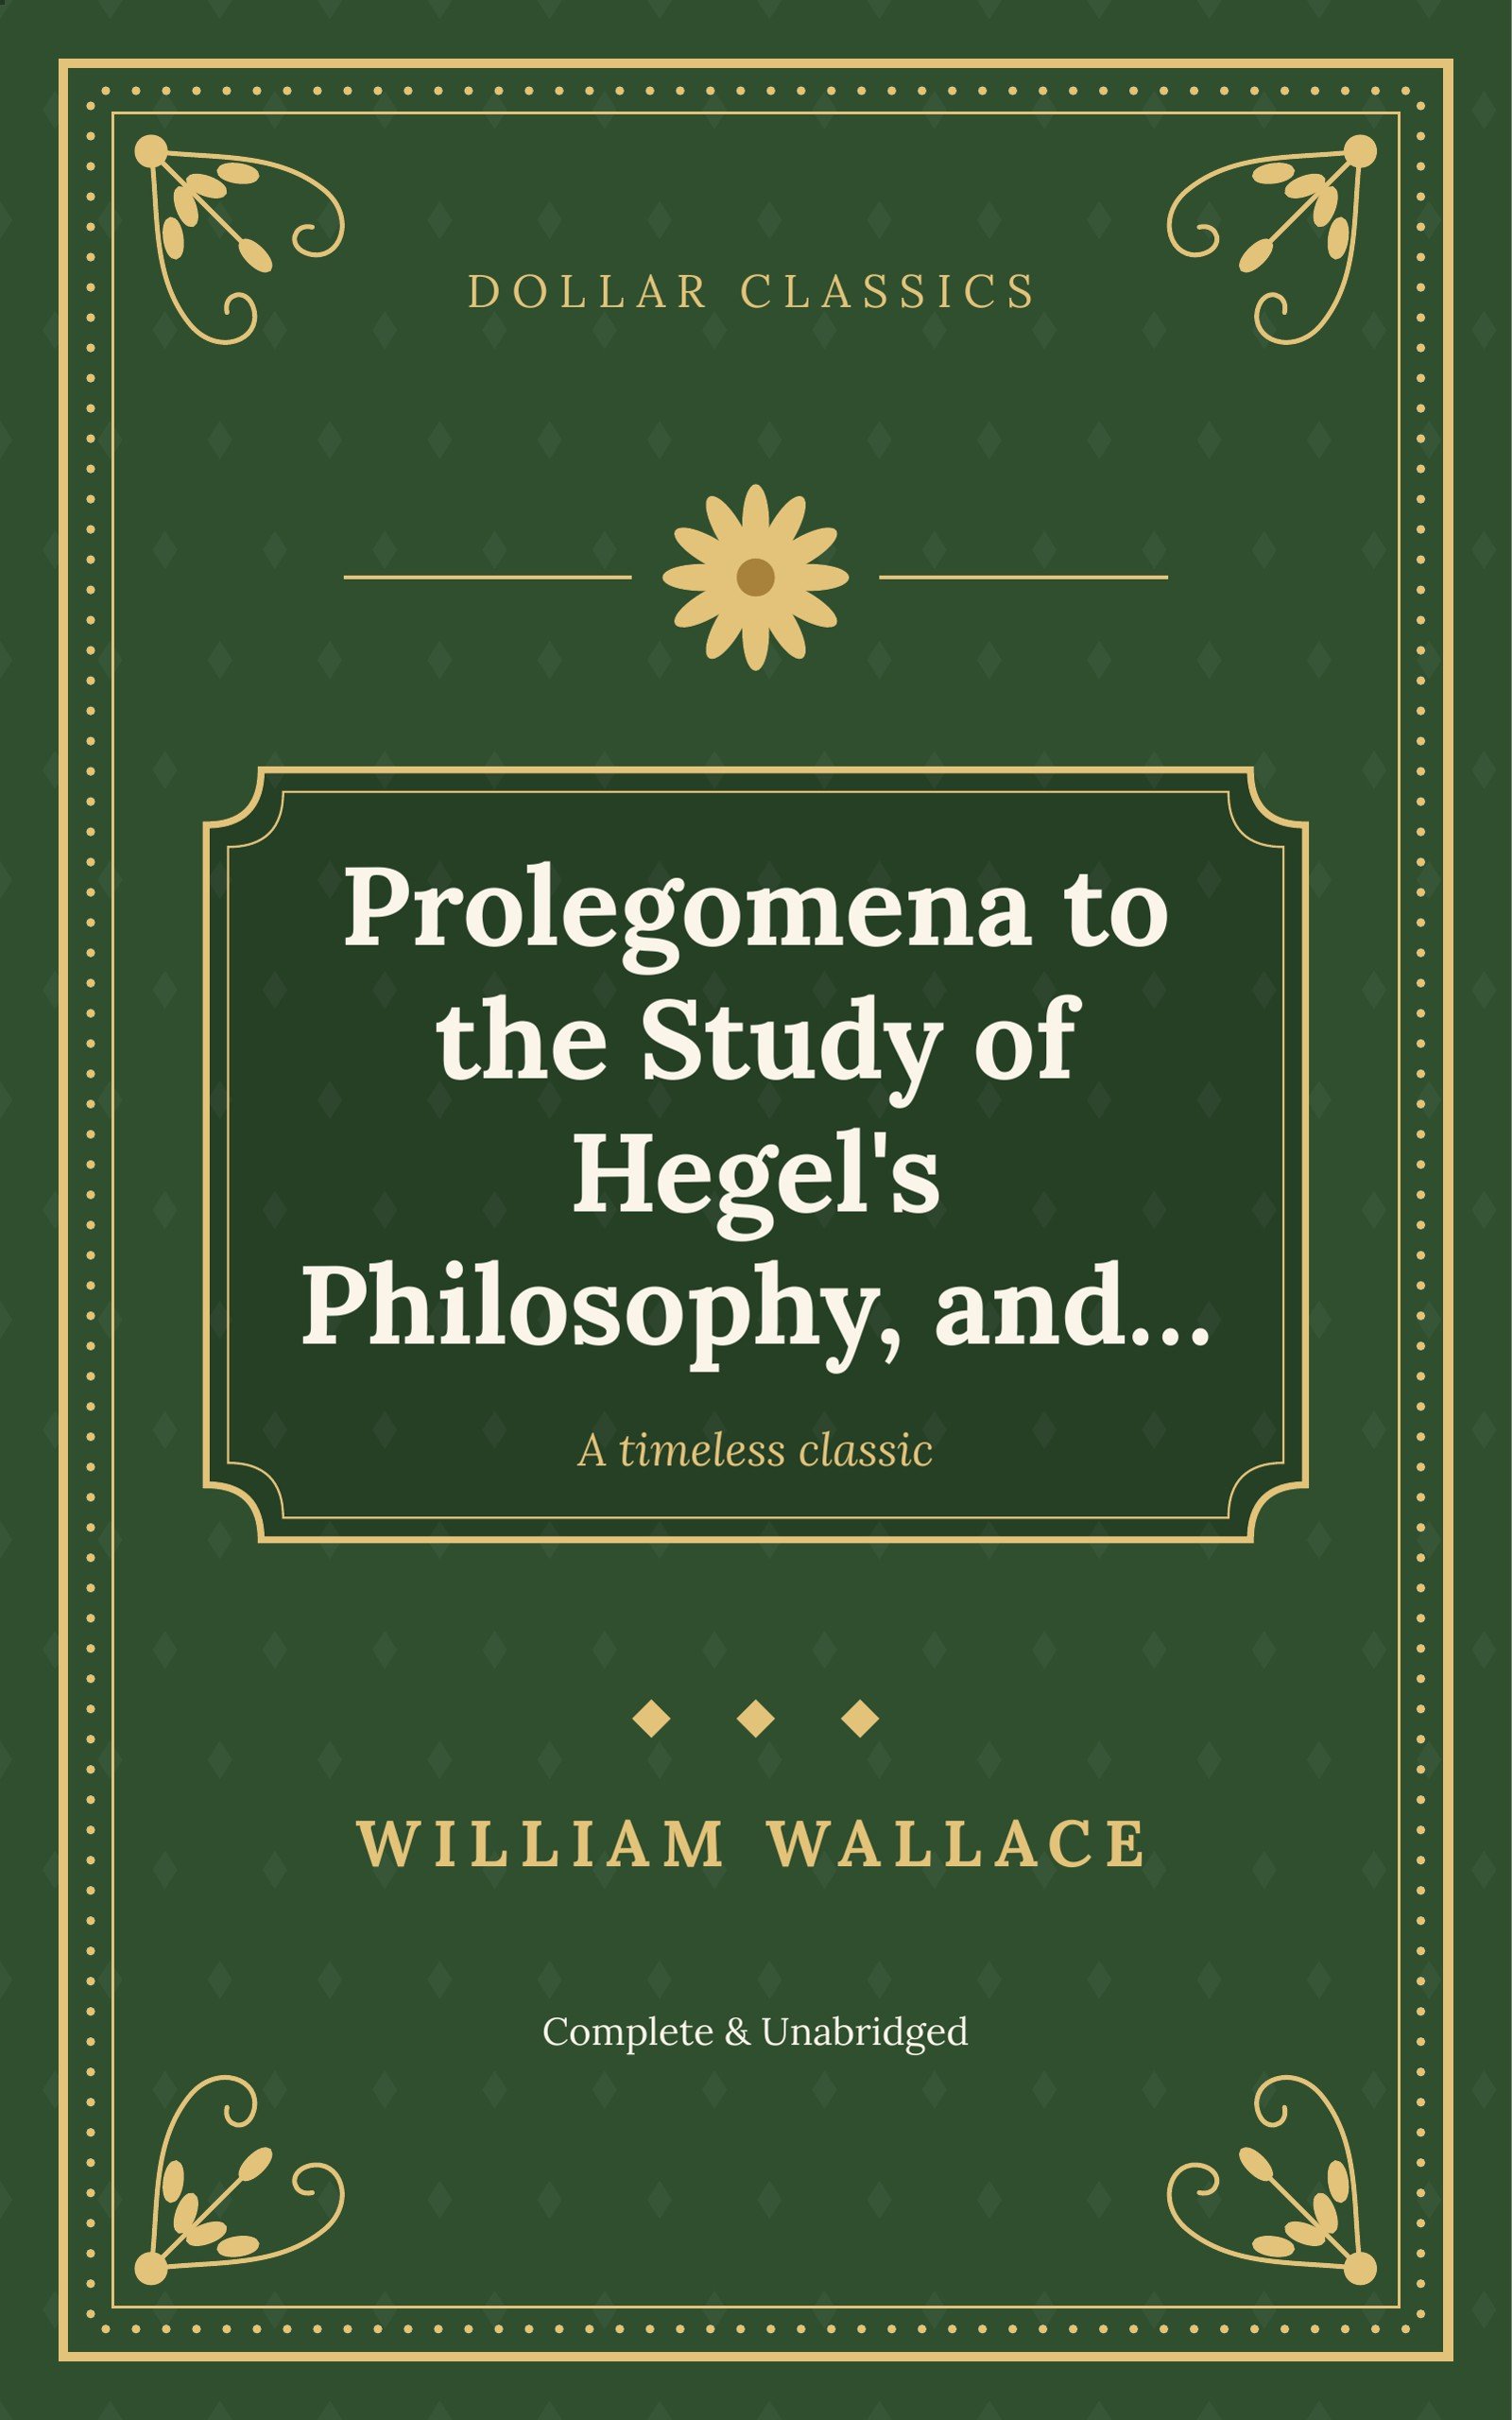 DOLLAR CLASSICS
Prolegomena to
the Study of
Hegel's
Philosophy, and...
A timeless classic
WILLIAM WALLACE
Complete & Unabridged